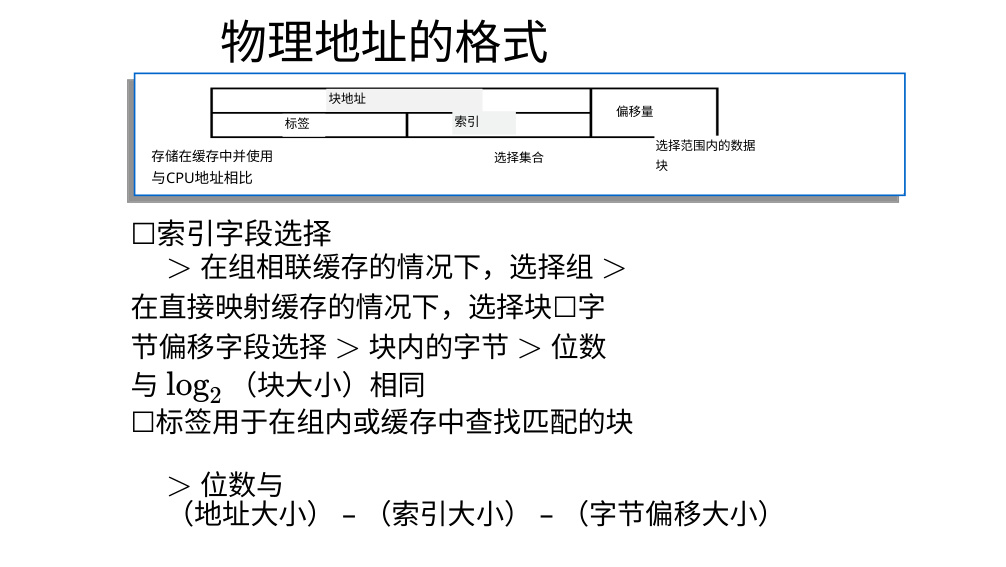 物理地址的格式
块地址
偏移量
标签
索引
存储在缓存中并使用
与CPU地址相比
选择集合
选择范围内的数据
块
☐索引字段选择
> 在组相联缓存的情况下，选择组 >
在直接映射缓存的情况下，选择块☐字
节偏移字段选择 > 块内的字节 > 位数
与 log₂ （块大小）相同
☐标签用于在组内或缓存中查找匹配的块
> 位数与
（地址大小） – （索引大小） – （字节偏移大小）